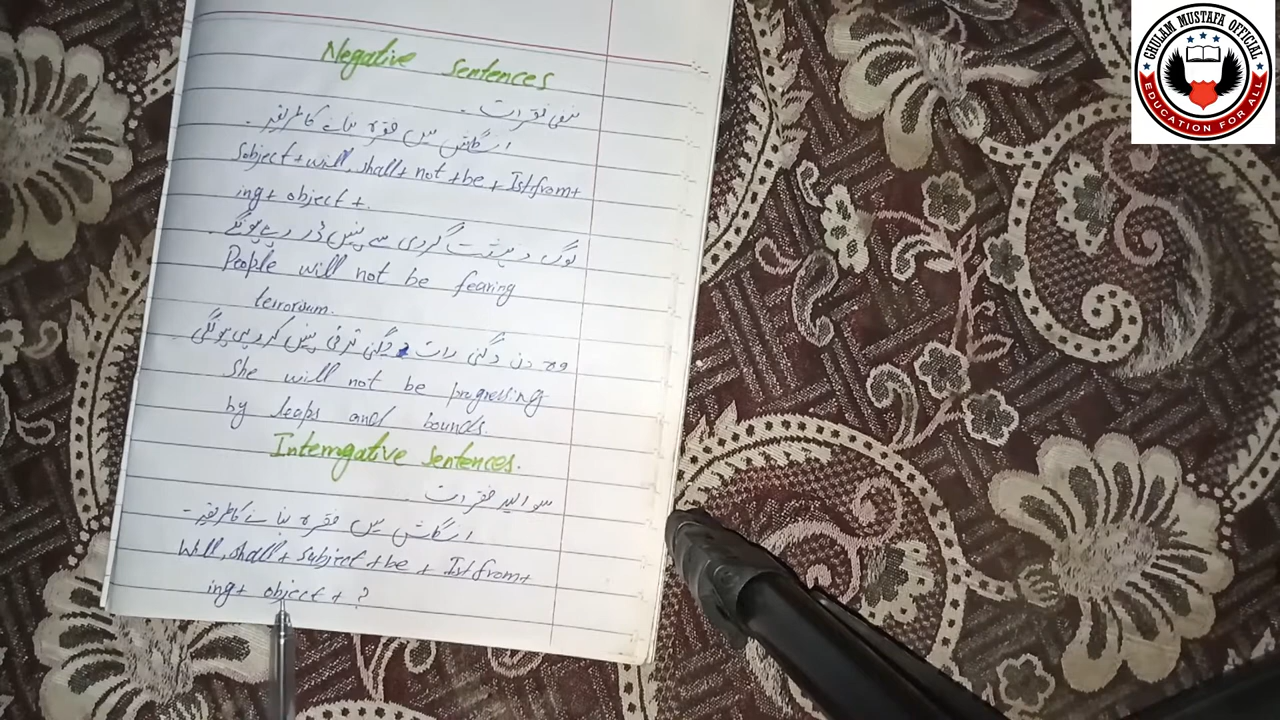 Negative Sentences
منفی فقرات ۔
انگلش میں فقرہ بنانے کا طریقہ ۔
Subject + will, shall + not + be + Ist from +
ing + object + .
لوگ دہشت گردی سے نہیں ڈر رہے ہونگے ۔
People will not be fearing
terrorism.
وہ دن دگنی رات چگنی ترقی نہیں کر رہی ہوگی ۔
She will not be progressing
by leaps and bounds.
Interrogative Sentences.
سوالیہ فقرات ۔
انگلش میں فقرہ بنانے کا طریقہ ۔
Will, shall + subject + be + Ist from +
ing + object + ?
GHULAM MUSTAFA OFFICIAL
EDUCATION FOR ALL